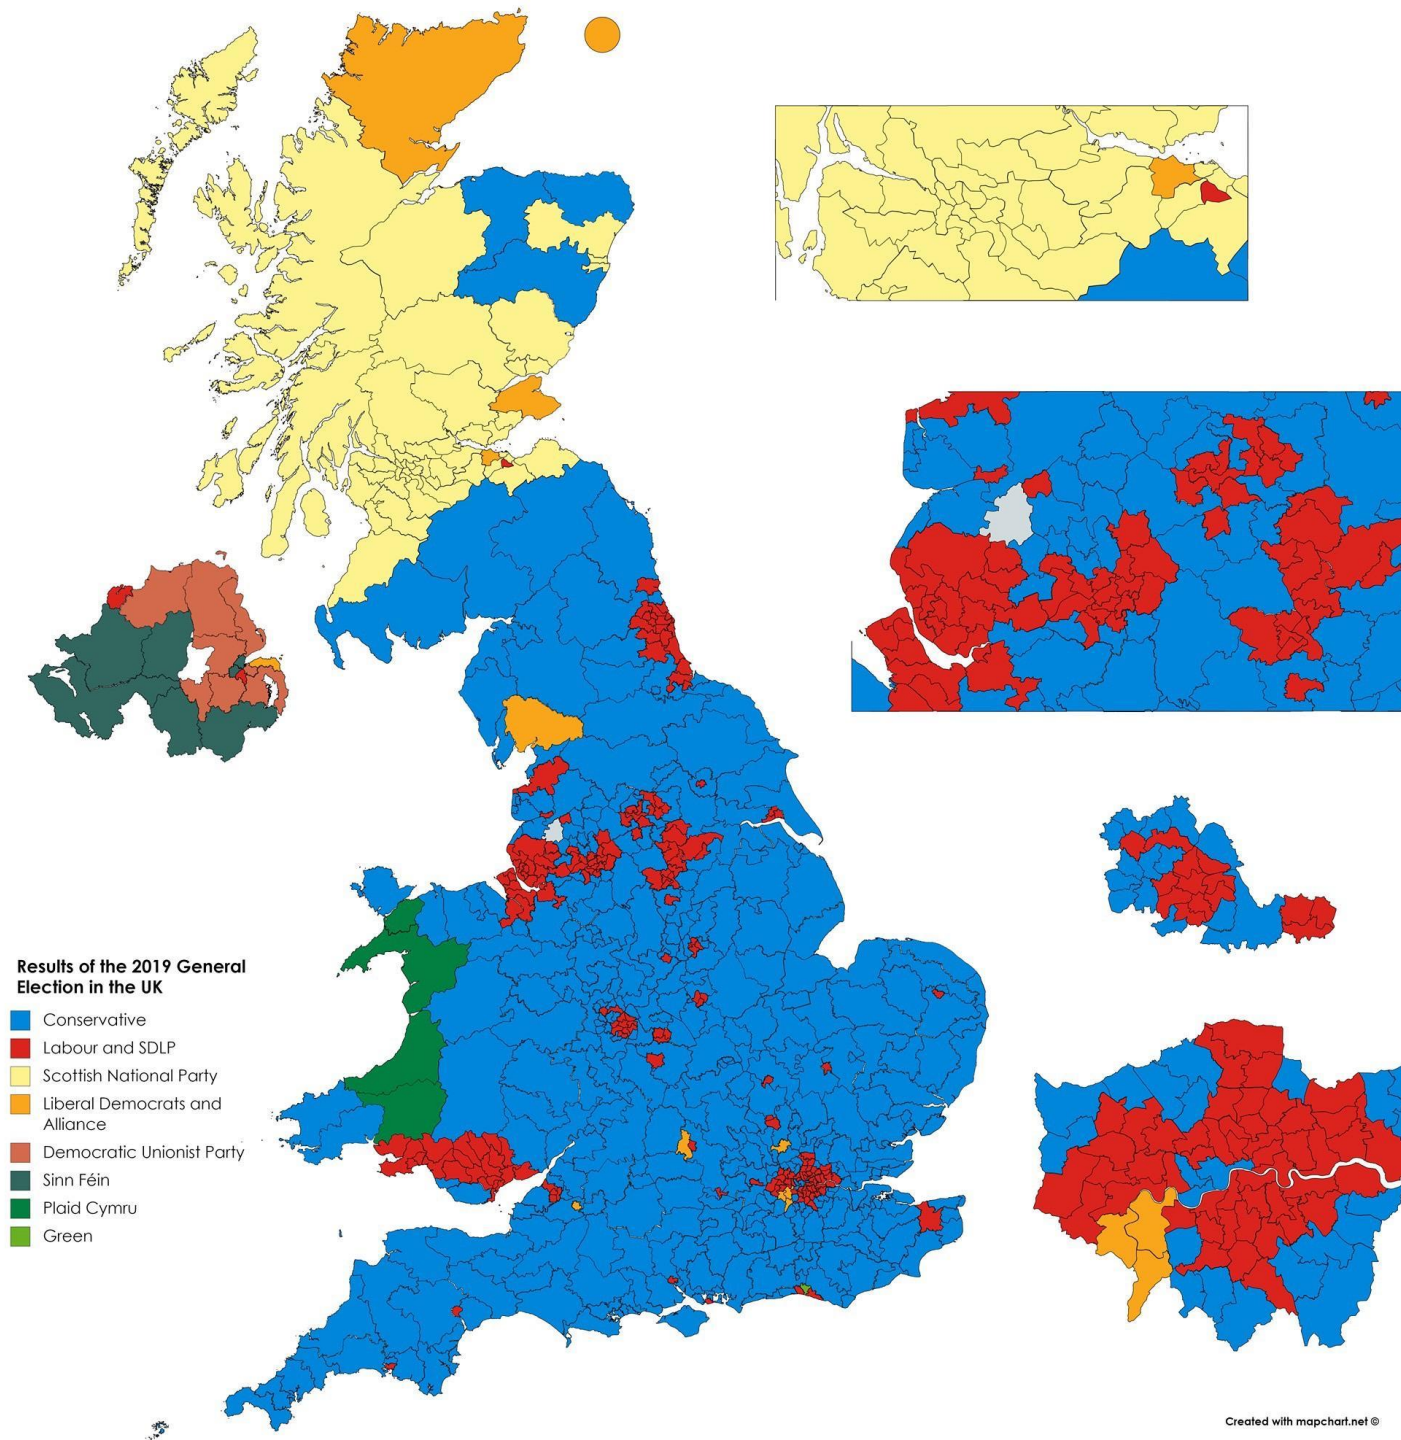 Results of the 2019 General
Election in the UK
Conservative
Labour and SDLP
Scottish National Party
Liberal Democrats and
Alliance
Democratic Unionist Party
Sinn Féin
Plaid Cymru
Green
Created with mapchart.net ©